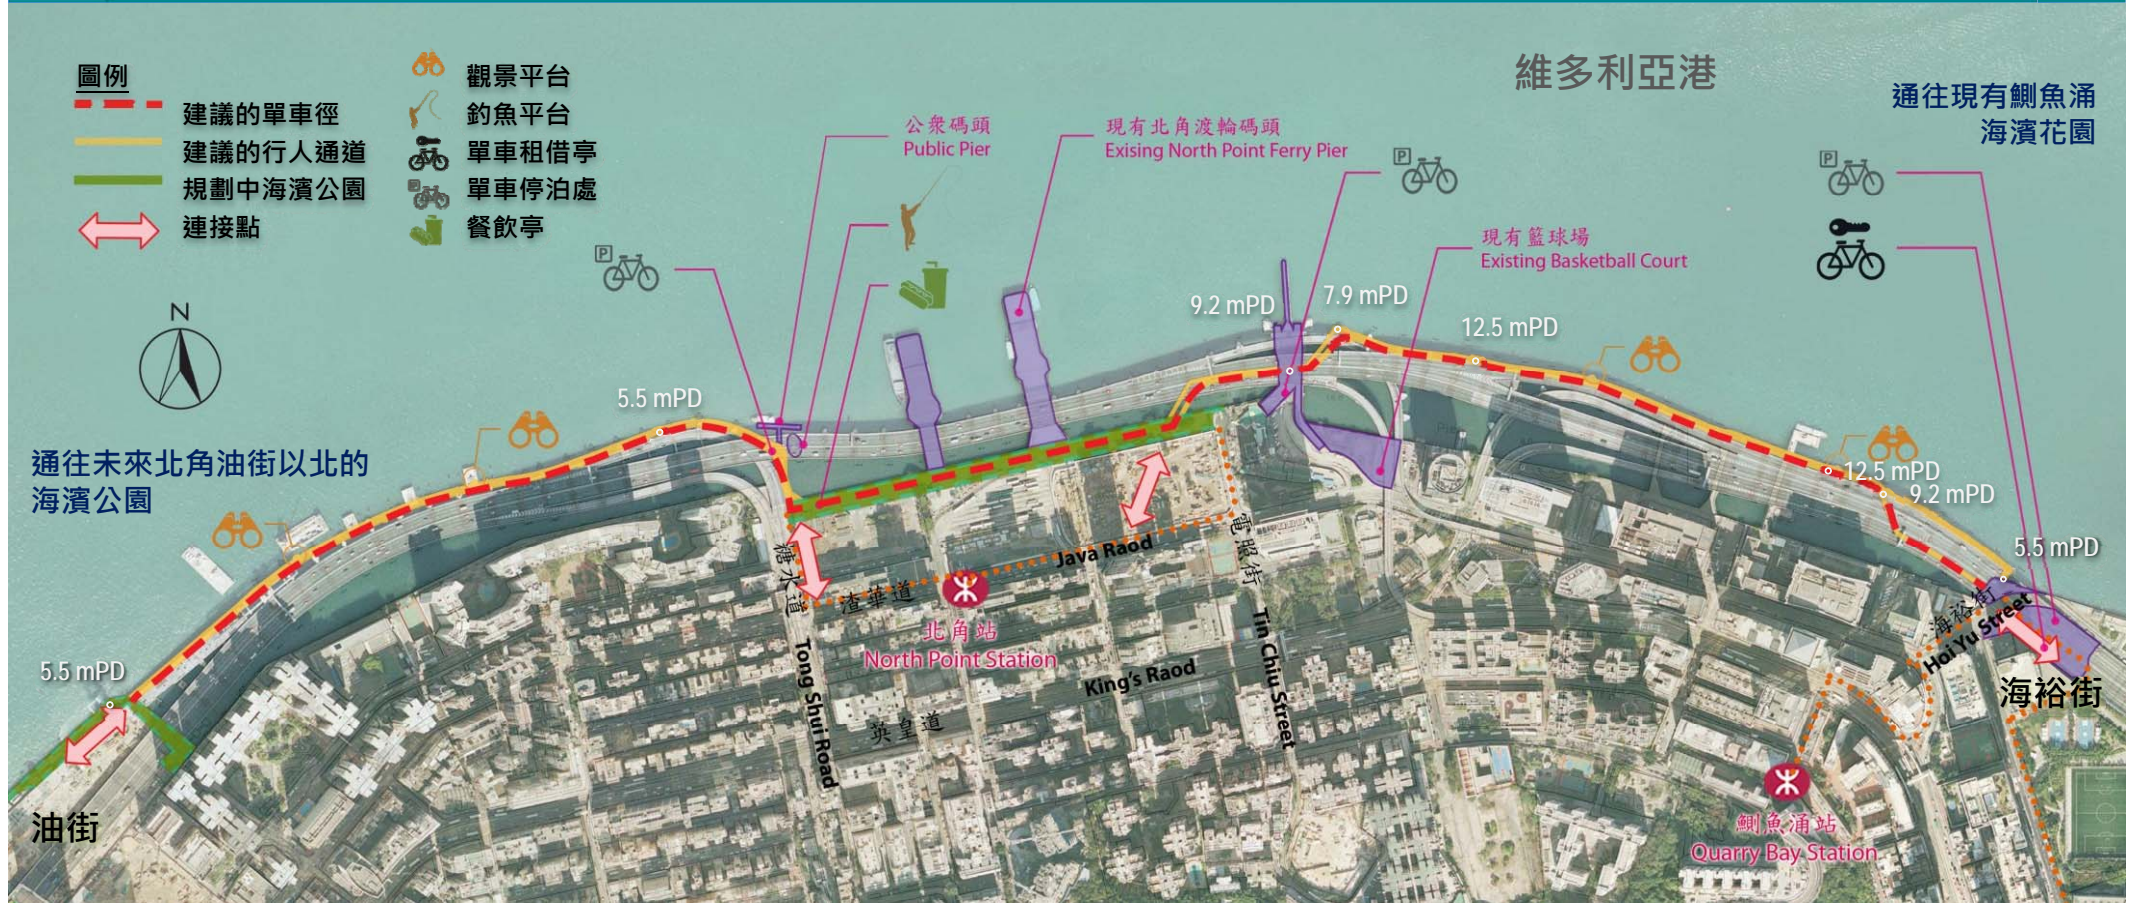 圖例
建議的單車徑
建議的行人通道
規劃中海濱公園
連接點
觀景平台
釣魚平台
單車租借亭
P
單車停泊處
餐飲亭
維多利亞港
通往現有鰂魚涌
海濱花園
公衆碼頭
Public Pier
現有北角渡輪碼頭
Exising North Point Ferry Pier
P
P
現有籃球場
Existing Basketball Court
P
N
9.2 mPD
7.9 mPD
12.5 mPD
5.5 mPD
通往未來北角油街以北的
海濱公園
12.5 mPD
9.2 mPD
5.5 mPD
糖水道
Tong Shui Road
渣華道
Java Raod
電照街
Tin Chiu Street
北角站
North Point Station
King's Raod
英皇道
海裕街
Hoi Yu Street
海裕街
5.5 mPD
油街
鰂魚涌站
Quarry Bay Station